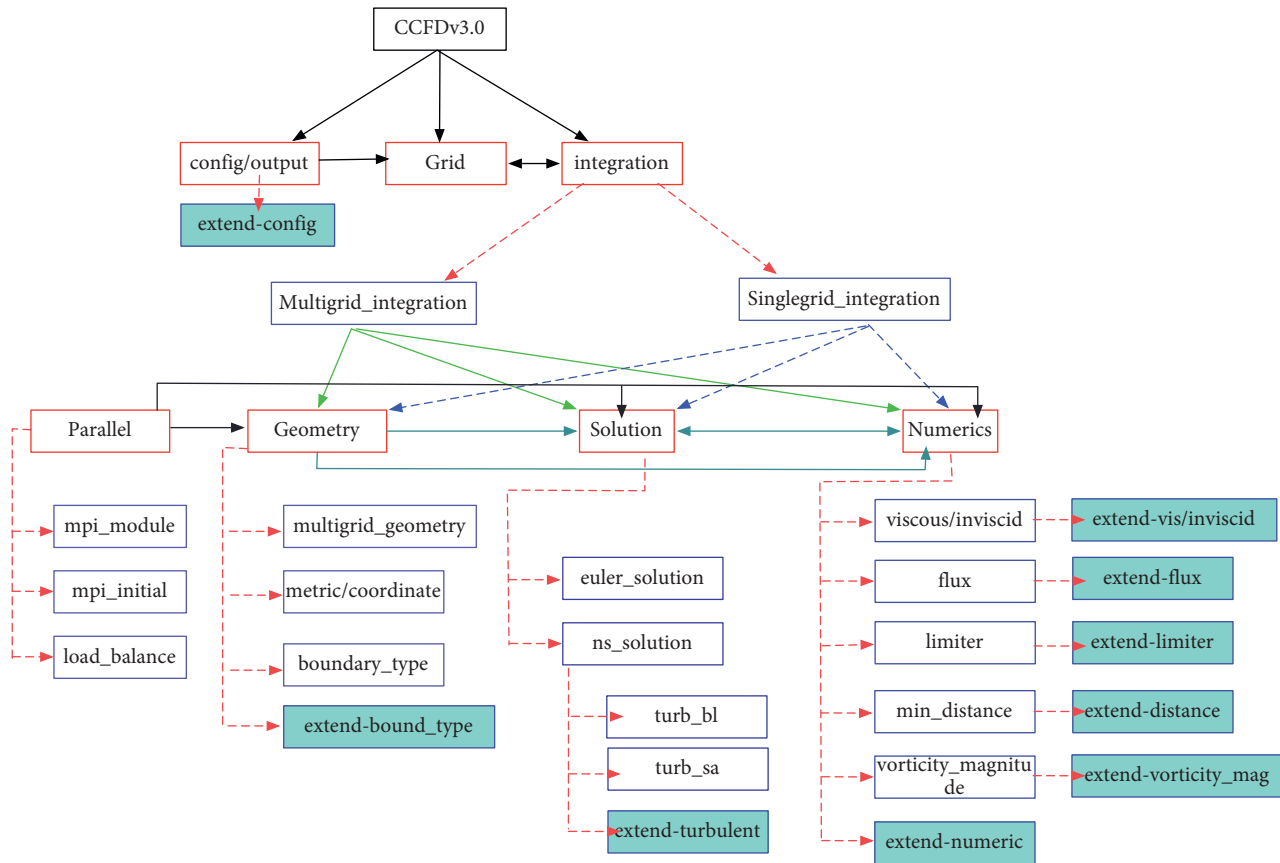 CCFDv3.0
config/output
Grid
integration
extend-config
Multigrid_integration
Singlegrid_integration
Parallel
Geometry
Solution
Numerics
mpi_module
mpi_initial
load_balance
multigrid_geometry
metric/coordinate
boundary_type
extend-bound_type
euler_solution
ns_solution
turb_bl
turb_sa
extend-turbulent
viscous/inviscid
extend-vis/inviscid
flux
extend-flux
limiter
extend-limiter
min_distance
extend-distance
vorticity_magnitu
de
extend-vorticity_mag
extend-numeric